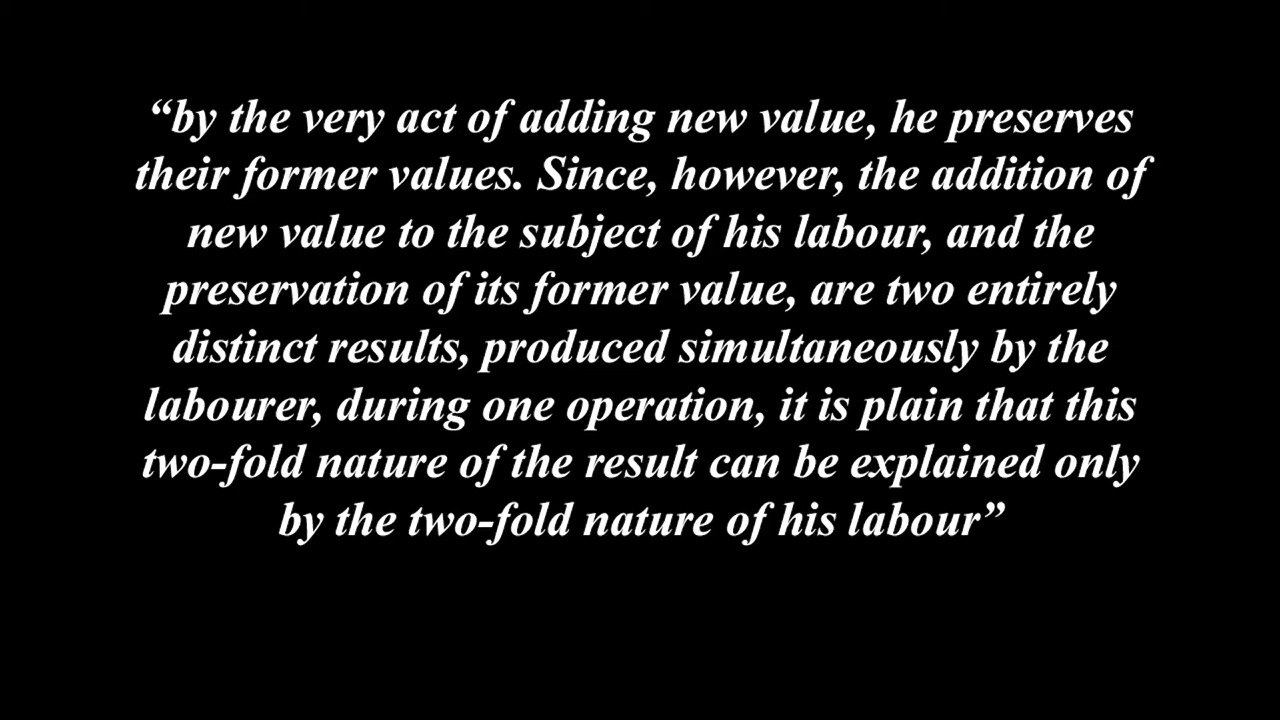 “by the very act of adding new value, he preserves
their former values. Since, however, the addition of
new value to the subject of his labour, and the
preservation of its former value, are two entirely
distinct results, produced simultaneously by the
labourer, during one operation, it is plain that this
two-fold nature of the result can be explained only
by the two-fold nature of his labour”